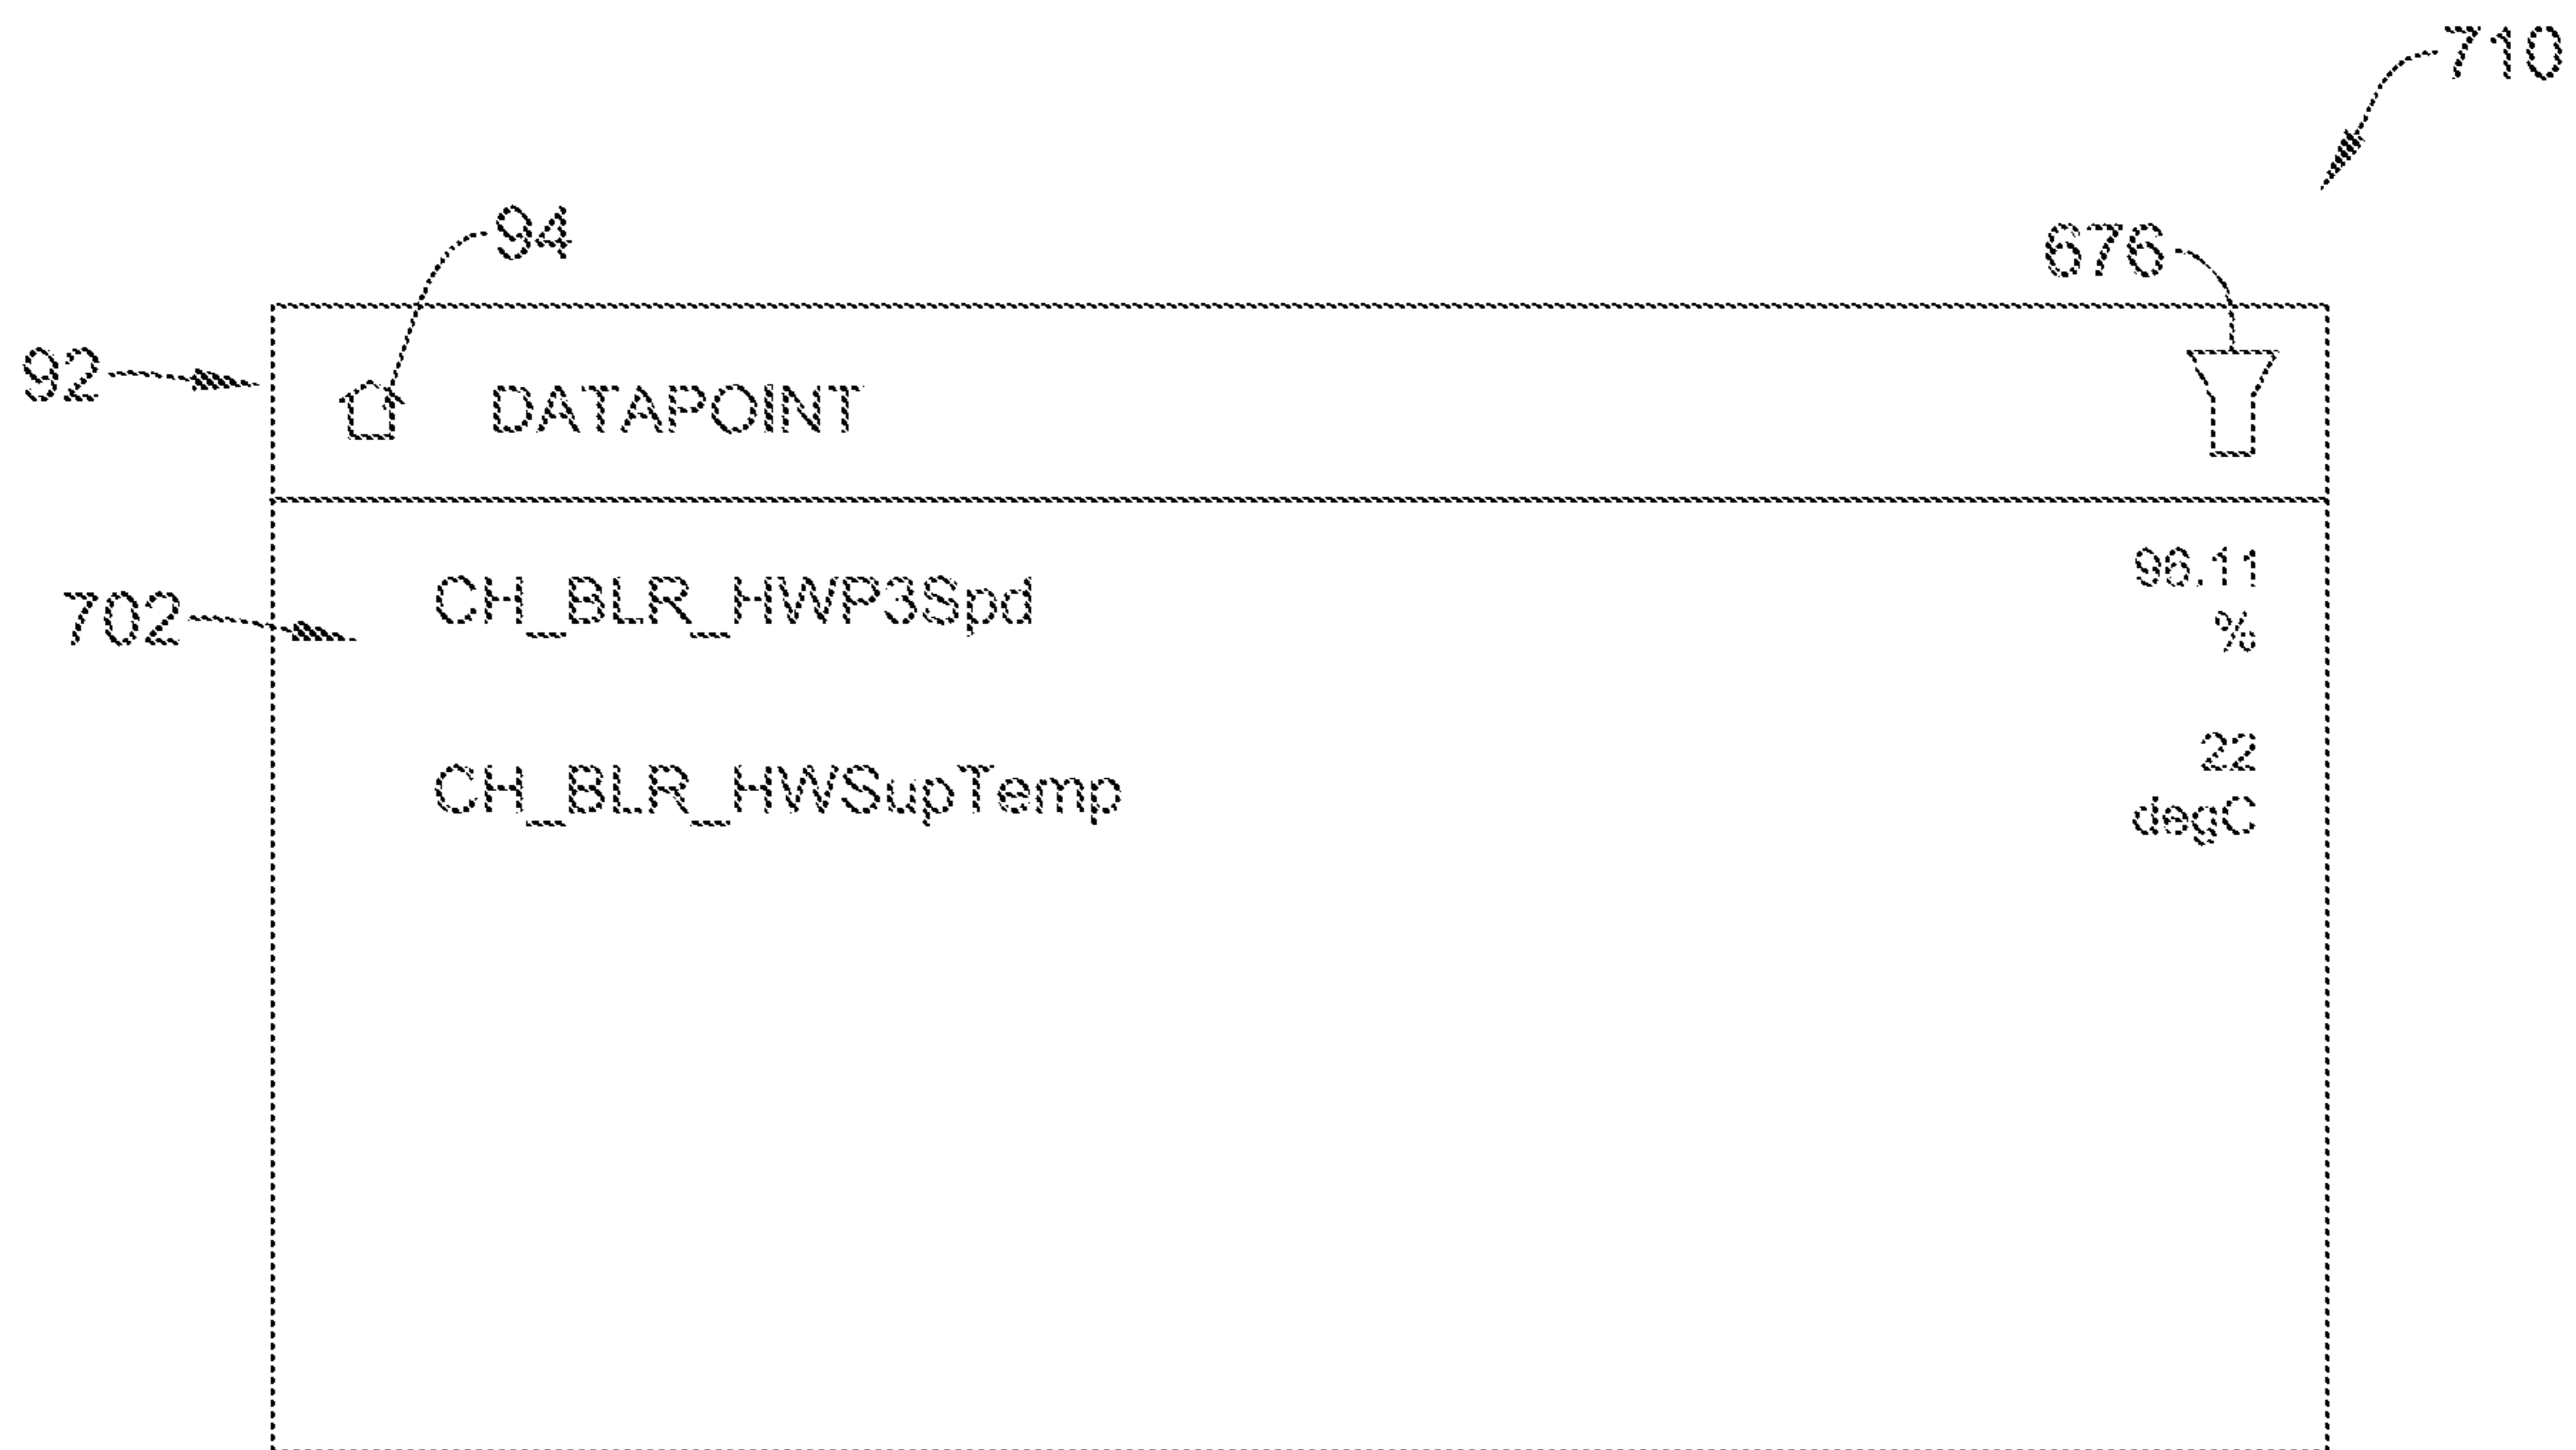 710
94
676
92
DATAPOINT
702
CH_BLR_HWP3Spd
96.11
%
CH_BLR_HWSupTemp
22
degC